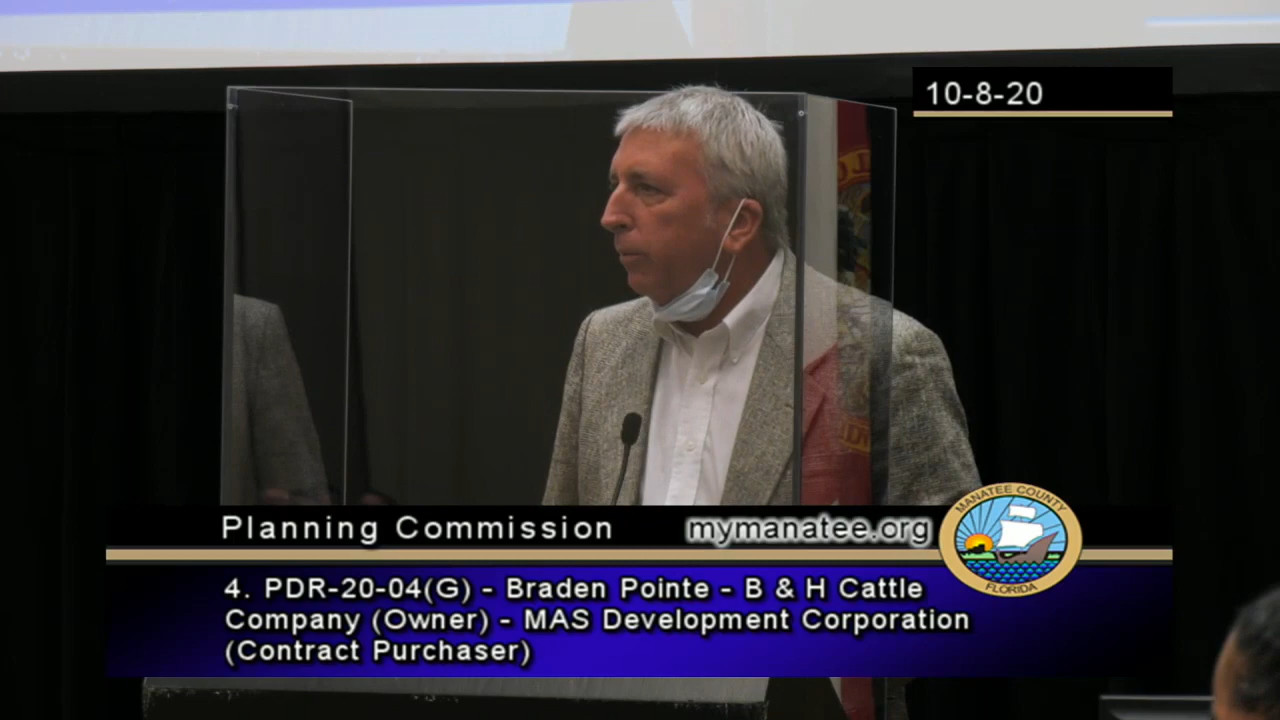 10-8-20
Planning Commission
mymanatee.org
MANATEE COUNTY
FLORIDA
4. PDR-20-04(G) - Braden Pointe - B & H Cattle
Company (Owner) - MAS Development Corporation
(Contract Purchaser)